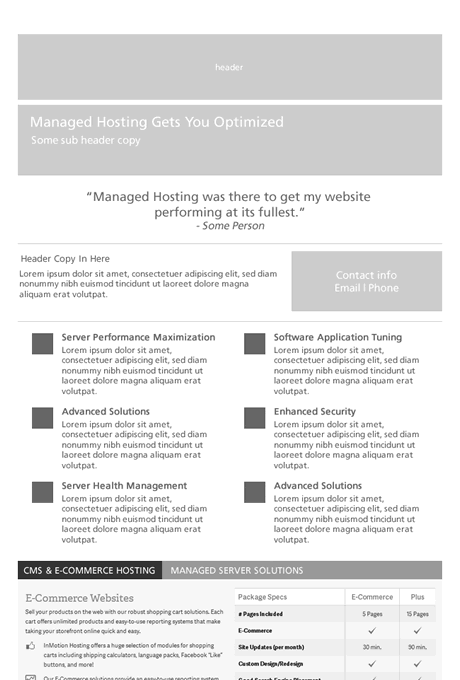 header
Managed Hosting Gets You Optimized
Some sub header copy
“Managed Hosting was there to get my website
performing at its fullest.”
- Some Person
Header Copy In Here
Lorem ipsum dolor sit amet, consectetuer adipiscing elit, sed diam
nonummy nibh euismod tincidunt ut laoreet dolore magna
aliquam erat volutpat.
Contact info
Email | Phone
Server Performance Maximization
Lorem ipsum dolor sit amet,
consectetuer adipiscing elit, sed diam
nonummy nibh euismod tincidunt ut
laoreet dolore magna aliquam erat
volutpat.
Software Application Tuning
Lorem ipsum dolor sit amet,
consectetuer adipiscing elit, sed diam
nonummy nibh euismod tincidunt ut
laoreet dolore magna aliquam erat
volutpat.
Advanced Solutions
Lorem ipsum dolor sit amet,
consectetuer adipiscing elit, sed diam
nonummy nibh euismod tincidunt ut
laoreet dolore magna aliquam erat
volutpat.
Enhanced Security
Lorem ipsum dolor sit amet,
consectetuer adipiscing elit, sed diam
nonummy nibh euismod tincidunt ut
laoreet dolore magna aliquam erat
volutpat.
Server Health Management
Lorem ipsum dolor sit amet,
consectetuer adipiscing elit, sed diam
nonummy nibh euismod tincidunt ut
laoreet dolore magna aliquam erat
volutpat.
Advanced Solutions
Lorem ipsum dolor sit amet,
consectetuer adipiscing elit, sed diam
nonummy nibh euismod tincidunt ut
laoreet dolore magna aliquam erat
volutpat.
CMS & E-COMMERCE HOSTING MANAGED SERVER SOLUTIONS
E-Commerce Websites
Sell your products on the web with our robust shopping cart solutions. Each
cart offers unlimited products and easy-to-use reporting systems that make
taking your storefront online quick and easy.
InMotion Hosting offers a huge selection of modules for shopping
carts including shipping calculators, language packs, Facebook “Like”
buttons, and more!
Our E-Commerce solutions provide an easy-to-use reporting system
Package Specs E-Commerce Plus
# Pages Included 5 Pages 15 Pages
E-Commerce ✓ ✓
Site Updates (per month) 30 min. 90 min.
Custom Design/Redesign ✓ ✓
Good Search Engine Placement ✓ ✓